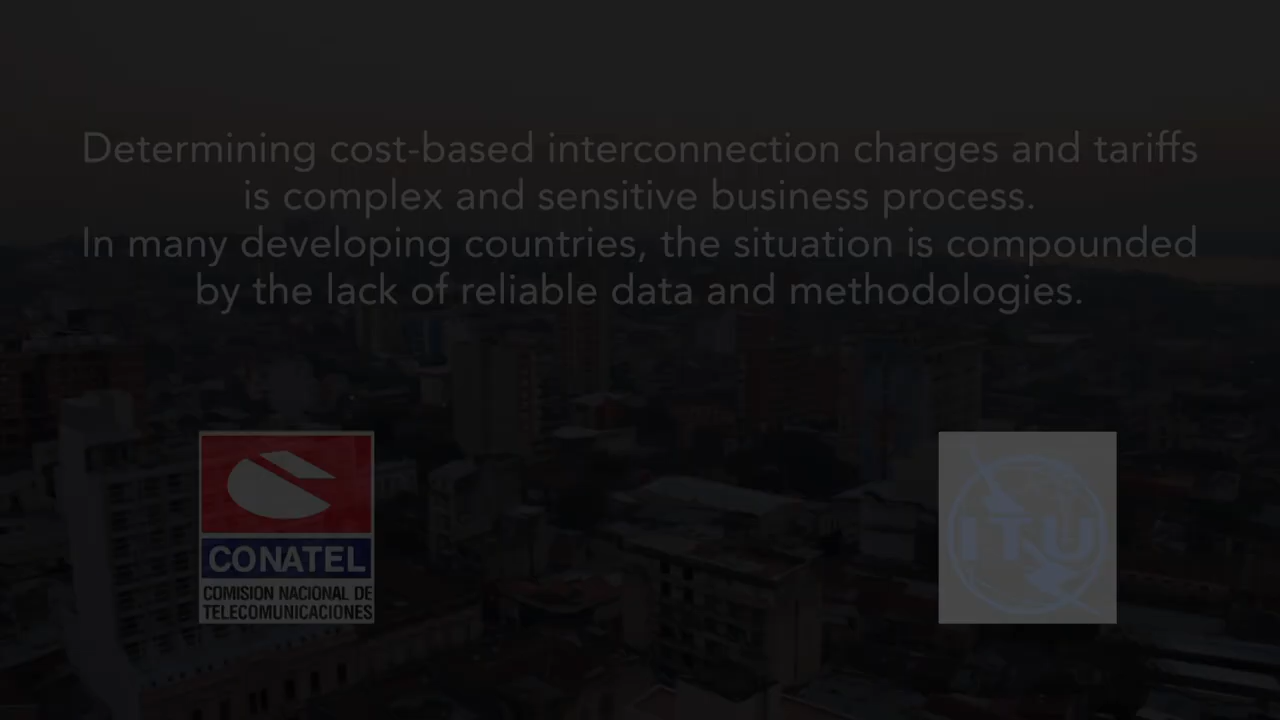 Determining cost-based interconnection charges and tariffs
is complex and sensitive business process.
In many developing countries, the situation is compounded
by the lack of reliable data and methodologies.
CONATEL
COMISION NACIONAL DE
TELECOMUNICACIONES
ITU